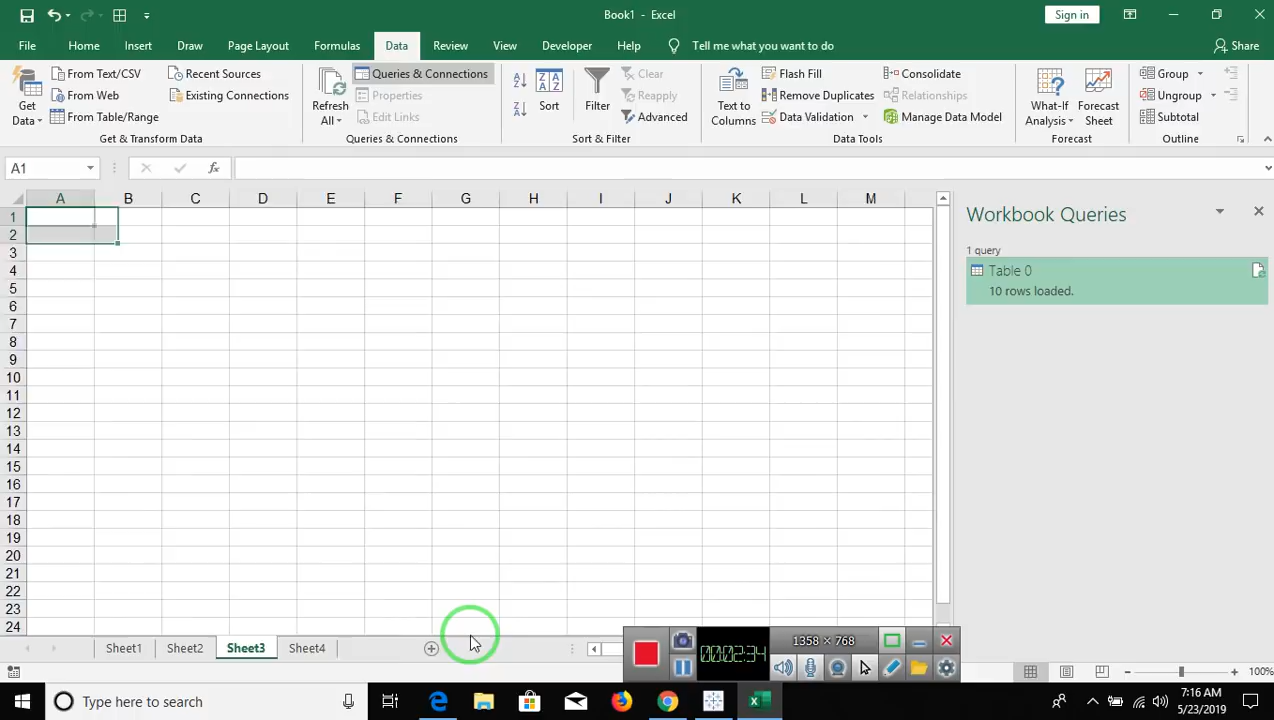 Book1 - Excel
Sign in
File Home Insert Draw Page Layout Formulas Data Review View Developer Help Tell me what you want to do Share
Get Data
From Text/CSV
From Web
From Table/Range
Recent Sources
Existing Connections
Get & Transform Data
Refresh All
Queries & Connections
Properties
Edit Links
Queries & Connections
Sort
Filter
Clear
Reapply
Advanced
Sort & Filter
Text to Columns
Flash Fill
Remove Duplicates
Data Validation
Consolidate
Relationships
Manage Data Model
Data Tools
What-If Analysis
Forecast Sheet
Forecast
Group
Ungroup
Subtotal
Outline
A1
fx
A B C D E F G H I J K L M
1
2
3
4
5
6
7
8
9
10
11
12
13
14
15
16
17
18
19
20
21
22
23
24
Workbook Queries
1 query
Table 0
10 rows loaded.
Sheet1 Sheet2 Sheet3 Sheet4
00:02:34
1358 × 768
100%
Type here to search
7:16 AM
5/23/2019